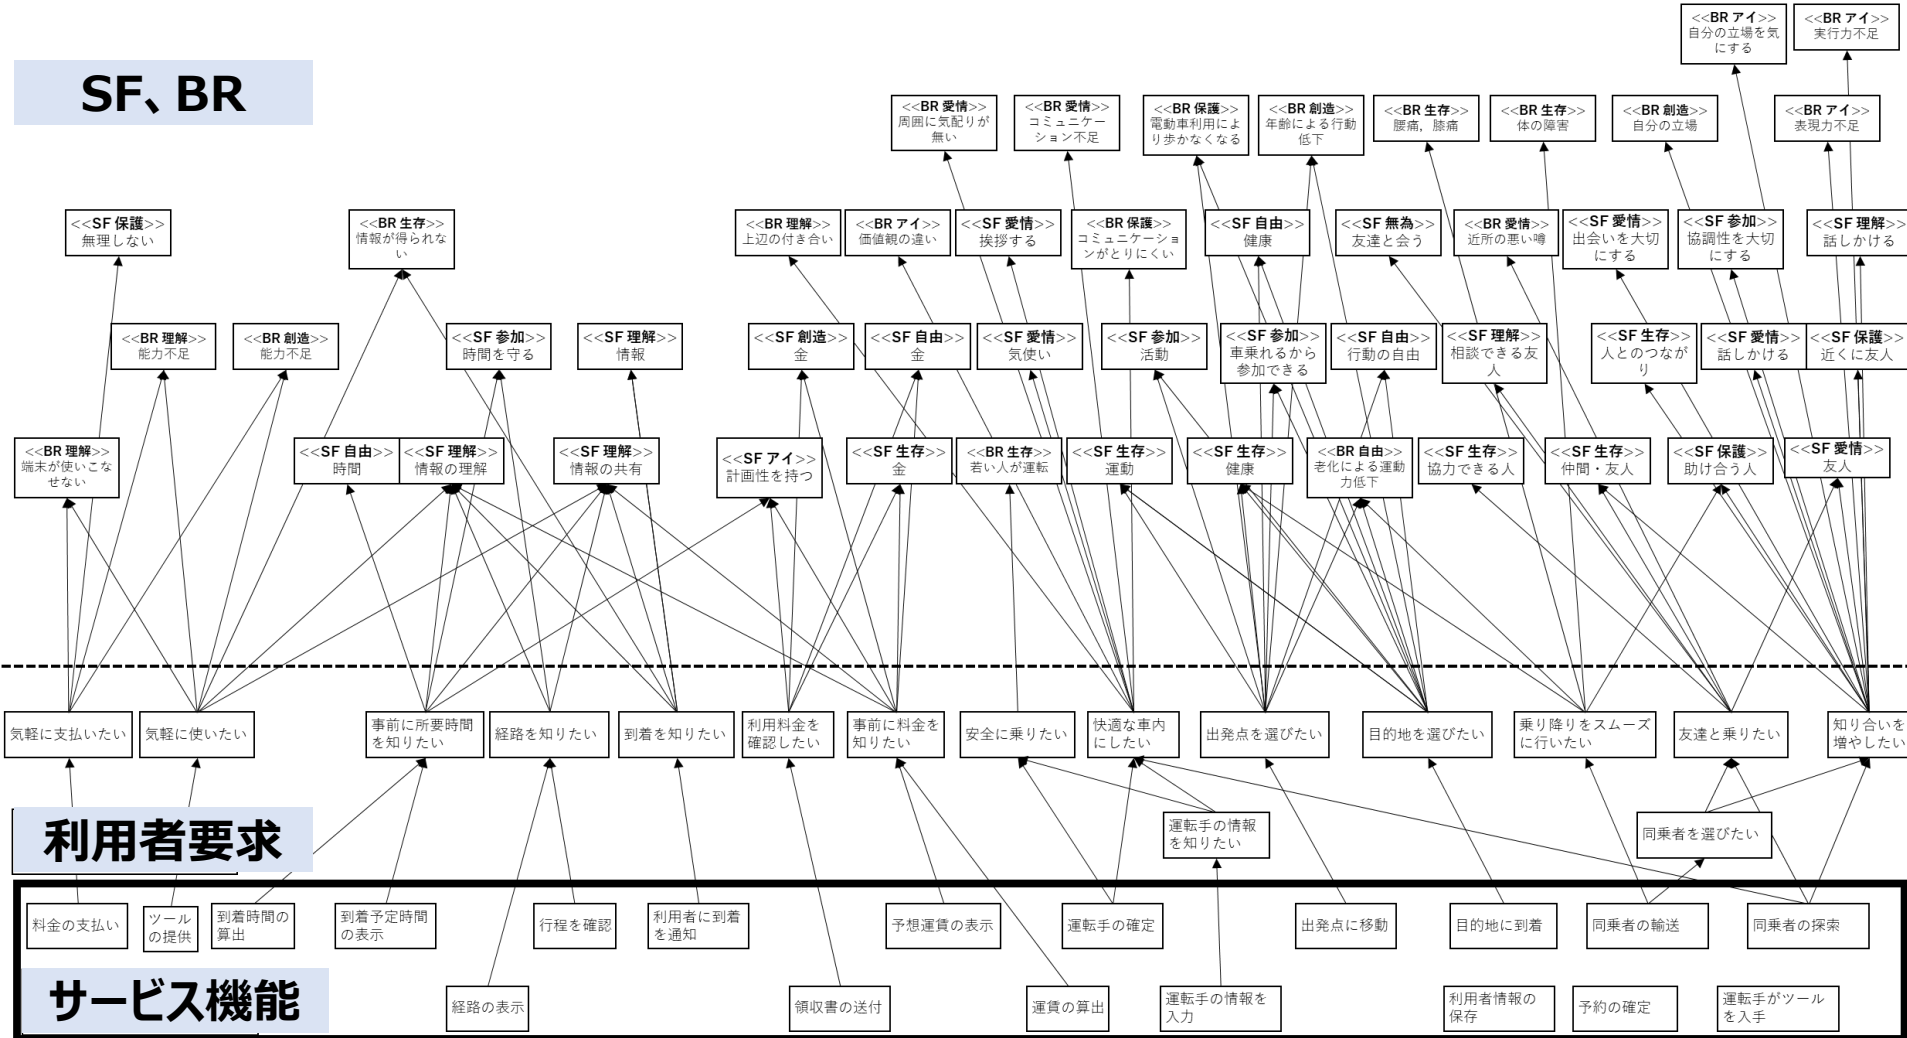 <<BR アイ>>
自分の立場を気
にする
<<BR アイ>>
実行力不足
SF、BR
<<BR 愛情>>
周囲に気配りが
無い
<<BR 愛情>>
コミュニケー
ション不足
<<BR 保護>>
電動車利用によ
り歩かなくなる
<<BR 創造>>
年齢による行動
低下
<<BR 生存>>
腰痛，膝痛
<<BR 生存>>
体の障害
<<BR 創造>>
自分の立場
<<BR アイ>>
表現力不足
<<SF 保護>>
無理しない
<<BR 生存>>
情報が得られな
い
<<BR 理解>>
上辺の付き合い
<<BR アイ>>
価値観の違い
<<SF 愛情>>
挨拶する
<<BR 保護>>
コミュニケーショ
ンがとりにくい
<<SF 自由>>
健康
<<SF 無為>>
友達と会う
<<BR 愛情>>
近所の悪い噂
<<SF 愛情>>
出会いを大切
にする
<<SF 参加>>
協調性を大切
にする
<<SF 理解>>
話しかける
<<BR 理解>>
能力不足
<<BR 創造>>
能力不足
<<SF 参加>>
時間を守る
<<SF 理解>>
情報
<<SF 創造>>
金
<<SF 自由>>
金
<<SF 愛情>>
気使い
<<SF 参加>>
活動
<<SF 参加>>
車乗れるから
参加できる
<<SF 自由>>
行動の自由
<<SF 理解>>
相談できる友
人
<<SF 生存>>
人とのつなが
り
<<SF 愛情>>
話しかける
<<SF 保護>>
近くに友人
<<BR 理解>>
端末が使いこな
せない
<<SF 自由>>
時間
<<SF 理解>>
情報の理解
<<SF 理解>>
情報の共有
<<SF アイ>>
計画性を持つ
<<SF 生存>>
金
<<BR 生存>>
若い人が運転
<<SF 生存>>
運動
<<SF 生存>>
健康
<<BR 自由>>
老化による運動
力低下
<<SF 生存>>
協力できる人
<<SF 生存>>
仲間・友人
<<SF 保護>>
助け合う人
<<SF 愛情>>
友人
気軽に支払いたい
気軽に使いたい
事前に所要時間
を知りたい
経路を知りたい
到着を知りたい
利用料金を
確認したい
事前に料金を
知りたい
安全に乗りたい
快適な車内
にしたい
出発点を選びたい
目的地を選びたい
乗り降りをスムーズ
に行いたい
友達と乗りたい
知り合いを
増やしたい
利用者要求
運転手の情報
を知りたい
同乗者を選びたい
料金の支払い
ツール
の提供
到着時間の
算出
到着予定時間
の表示
行程を確認
利用者に到着
を通知
予想運賃の表示
運転手の確定
出発点に移動
目的地に到着
同乗者の輸送
同乗者の探索
サービス機能
経路の表示
領収書の送付
運賃の算出
運転手の情報を
入力
利用者情報の
保存
予約の確定
運転手がツール
を入手